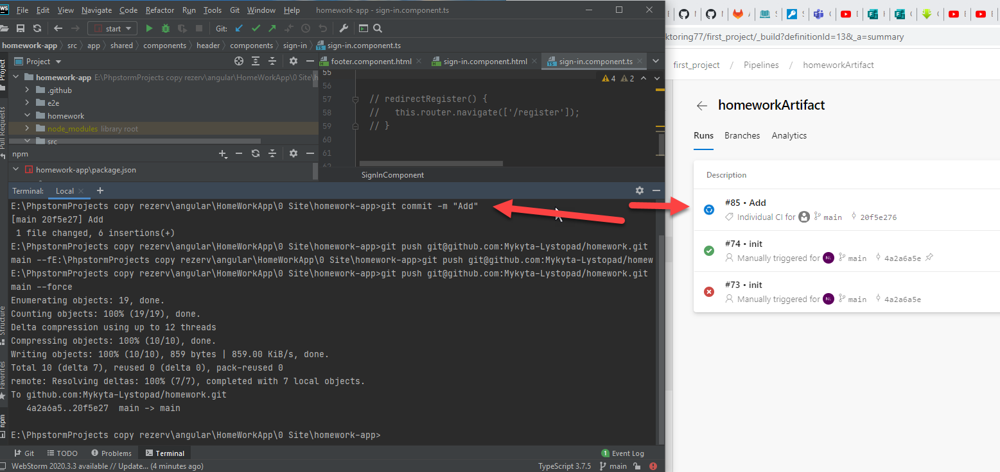 WS File Edit View Navigate Code Refactor Run Tools Git Window Help homework-app - sign-in.component.ts
start Git:
homework-app src app shared components header components sign-in sign-in.component.ts
Project
footer.component.html sign-in.component.html sign-in.component.ts
homework-app E:\PhpstormProjects copy rezerv\angular\HomeWorkApp\0 Site\h
.github
e2e
homework
node_modules library root
src
55
4 2
56
57 // redirectRegister() {
58 // this.router.navigate(['/register']);
59 // }
60
61
62
SignInComponent
npm
homework-app\package.json
Project
Pull Requests
Structure
Favorites
npm
Terminal: Local
E:\PhpstormProjects copy rezerv\angular\HomeWorkApp\0 Site\homework-app>git commit -m "Add"
[main 20f5e27] Add
1 file changed, 6 insertions(+)
E:\PhpstormProjects copy rezerv\angular\HomeWorkApp\0 Site\homework-app>git push git@github.com:Mykyta-Lystopad/homework.git
main --fE:\PhpstormProjects copy rezerv\angular\HomeWorkApp\0 Site\homework-app>git push git@github.com:Mykyta-Lystopad/homew
E:\PhpstormProjects copy rezerv\angular\HomeWorkApp\0 Site\homework-app>git push git@github.com:Mykyta-Lystopad/homework.git
main --force
Enumerating objects: 19, done.
Counting objects: 100% (19/19), done.
Delta compression using up to 12 threads
Compressing objects: 100% (10/10), done.
Writing objects: 100% (10/10), 859 bytes | 859.00 KiB/s, done.
Total 10 (delta 7), reused 0 (delta 0), pack-reused 0
remote: Resolving deltas: 100% (7/7), completed with 7 local objects.
To github.com:Mykyta-Lystopad/homework.git
4a2a6a5..20f5e27 main -> main
E:\PhpstormProjects copy rezerv\angular\HomeWorkApp\0 Site\homework-app>
Git TODO Problems Terminal 1 Event Log
WebStorm 2020.3.3 available // Update... (4 minutes ago) TypeScript 3.7.5 main
ktoring77/first_project/_build?definitionId=13&_a=summary
first_project / Pipelines / homeworkArtifact
homeworkArtifact
Runs Branches Analytics
Description
#85 • Add
Individual CI for main 20f5e276
#74 • init
Manually triggered for NL main 4a2a6a5e
#73 • init
Manually triggered for NL main 4a2a6a5e